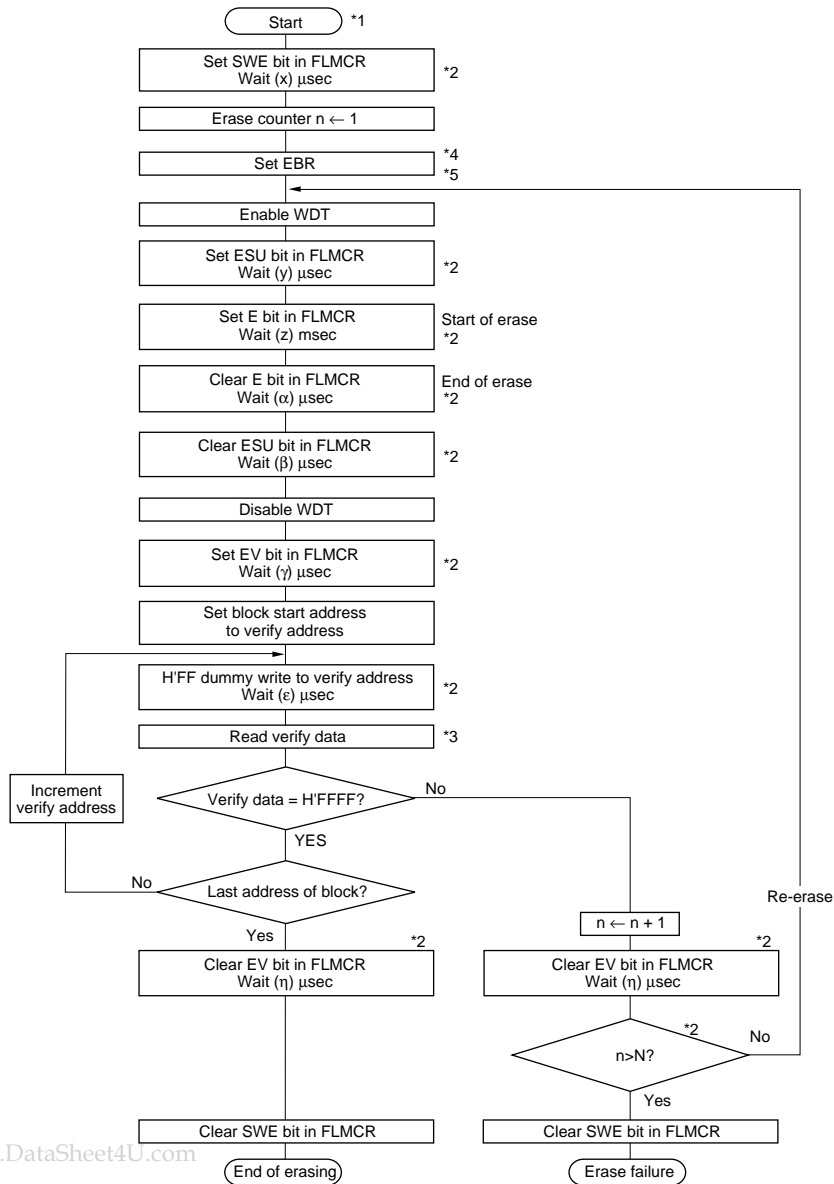 Start *1
Set SWE bit in FLMCR
Wait (x) μsec
*2
Erase counter n ← 1
Set EBR
*4
*5
Enable WDT
Set ESU bit in FLMCR
Wait (y) μsec
*2
Set E bit in FLMCR
Wait (z) msec
Start of erase
*2
Clear E bit in FLMCR
Wait (α) μsec
End of erase
*2
Clear ESU bit in FLMCR
Wait (β) μsec
*2
Disable WDT
Set EV bit in FLMCR
Wait (γ) μsec
*2
Set block start address
to verify address
H'FF dummy write to verify address
Wait (ε) μsec
*2
Read verify data
*3
Increment
verify address
Verify data = H'FFFF?
No
YES
No
Last address of block?
Re-erase
Yes
n ← n + 1
*2
Clear EV bit in FLMCR
Wait (η) μsec
*2
Clear EV bit in FLMCR
Wait (η) μsec
*2
No
n>N?
Yes
Clear SWE bit in FLMCR
Clear SWE bit in FLMCR
.DataSheet4U.com
End of erasing
Erase failure